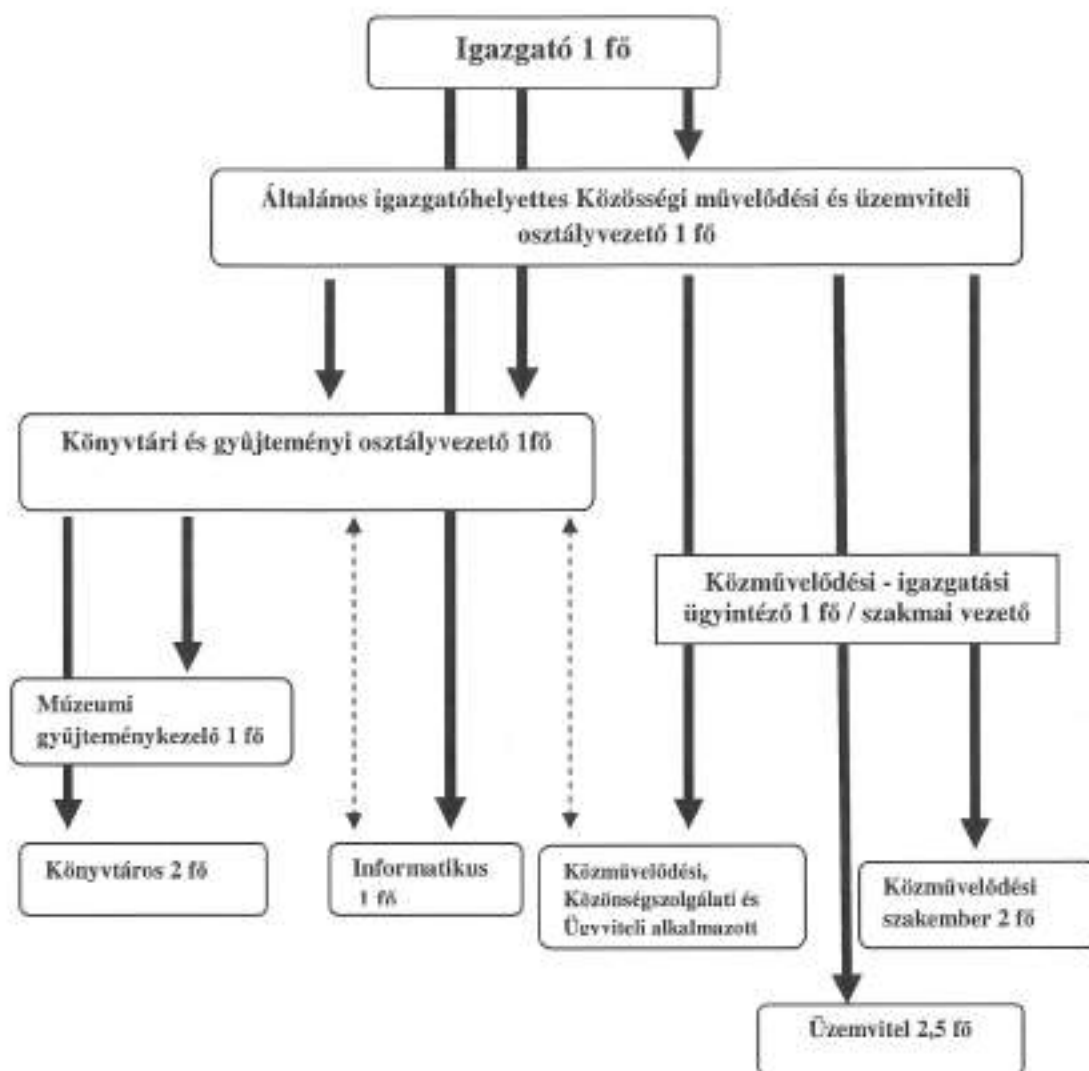 Igazgató 1 fő
Általános igazgatóhelyettes Közösségi művelődési és üzemviteli
osztályvezető 1 fő
Könyvtári és gyűjteményi osztályvezető 1fő
Közművelődési - igazgatási
ügyintéző 1 fő / szakmai vezető
Múzeumi
gyűjteménykezelő 1 fő
Könyvtáros 2 fő
Informatikus
1 fő
Közművelődési,
Közönségszolgálati és
Ügyviteli alkalmazott
Közművelődési
szakember 2 fő
Üzemvitel 2,5 fő